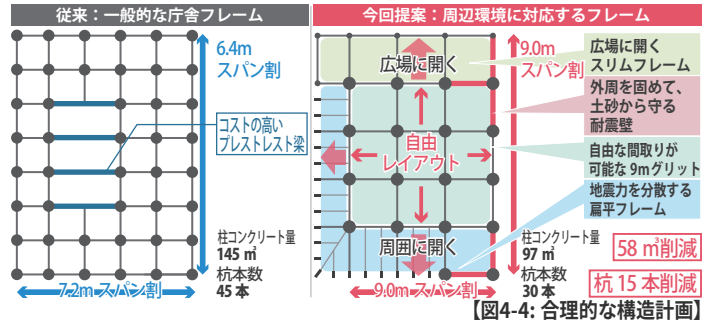 従来：一般的な庁舎フレーム
6.4m
スパン割
コストの高い
プレストレスト梁
柱コンクリート量
145 ㎥
杭本数
45 本
7.2m スパン割
今回提案：周辺環境に対応するフレーム
広場に開く
9.0m
スパン割
自由
レイアウト
周囲に開く
柱コンクリート量
97 ㎥
杭本数
30 本
9.0m スパン割
広場に開く
スリムフレーム
外周を固めて、
土砂から守る
耐震壁
自由な間取りが
可能な 9mグリット
地震力を分散する
扁平フレーム
58 ㎥削減
杭 15 本削減
【図4-4: 合理的な構造計画】